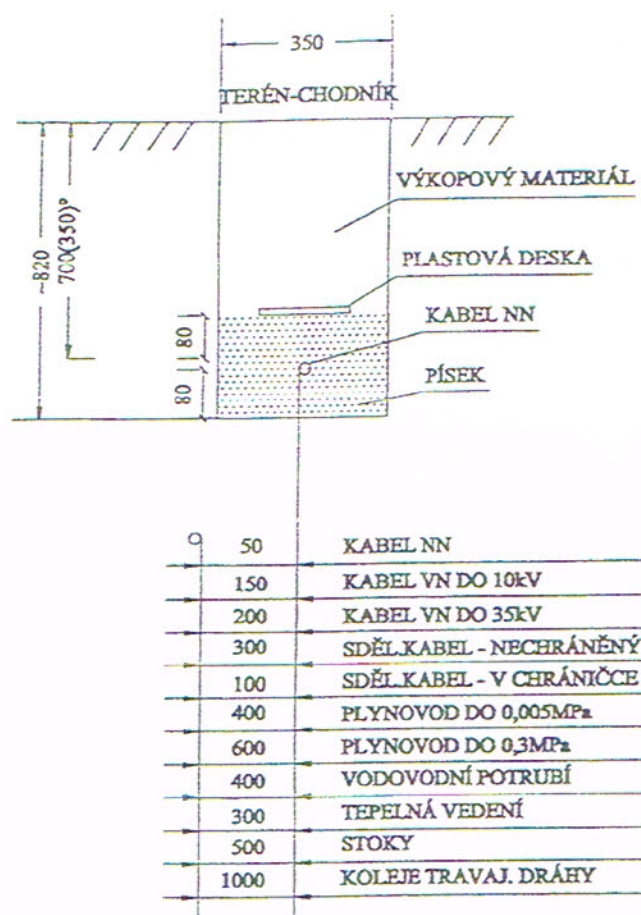 350
TERÉN-CHODNÍK
VÝKOPOVÝ MATERIÁL
~820
700(350)º
PLASTOVÁ DESKA
80
KABEL NN
80
PÍSEK
50 KABEL NN
150 KABEL VN DO 10kV
200 KABEL VN DO 35kV
300 SDĚL.KABEL - NECHRÁNĚNÝ
100 SDĚL.KABEL - V CHRÁNIČCE
400 PLYNOVOD DO 0,005MPa
600 PLYNOVOD DO 0,3MPa
400 VODOVODNÍ POTRUBÍ
300 TEPELNÁ VEDENÍ
500 STOKY
1000 KOLEJE TRAVAJ. DRÁHY